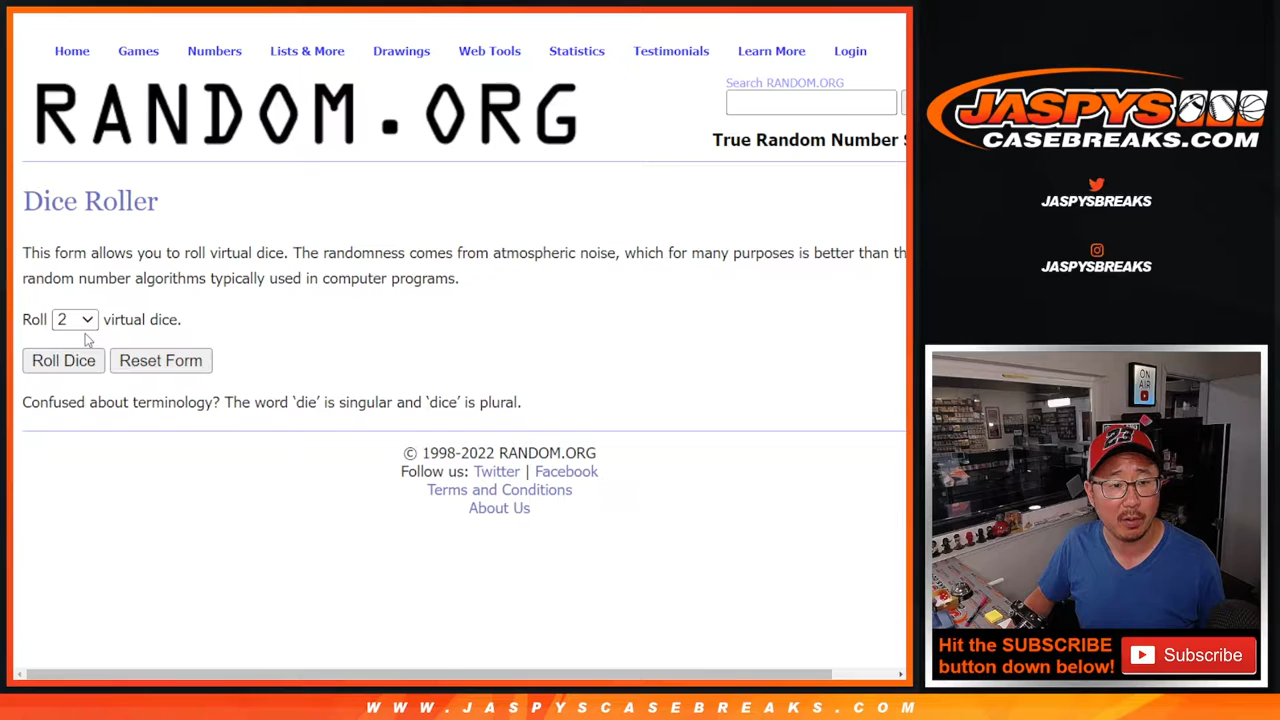 Home Games Numbers Lists & More Drawings Web Tools Statistics Testimonials Learn More Login
RANDOM.ORG
Search RANDOM.ORG
True Random Number
Dice Roller
This form allows you to roll virtual dice. The randomness comes from atmospheric noise, which for many purposes is better than th
random number algorithms typically used in computer programs.
Roll 2 virtual dice.
Roll Dice Reset Form
Confused about terminology? The word ‘die’ is singular and ‘dice’ is plural.
© 1998-2022 RANDOM.ORG
Follow us: Twitter | Facebook
Terms and Conditions
About Us
JASPYS
CASEBREAKS.COM
JASPYSBREAKS
JASPYSBREAKS
ON
AIR
Hit the SUBSCRIBE
button down below!
Subscribe
WWW.JASPYSCASEBREAKS.COM